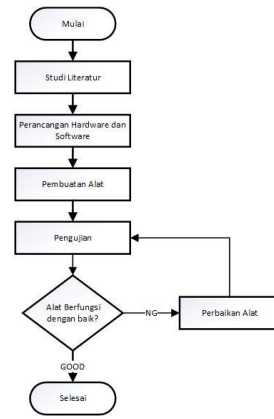 Mulai
Studi Literatur
Perancangan Hardware dan
Software
Pembuatan Alat
Pengujian
Alat Berfungsi
dengan baik?
NG
Perbaikan Alat
GOOD
Selesai